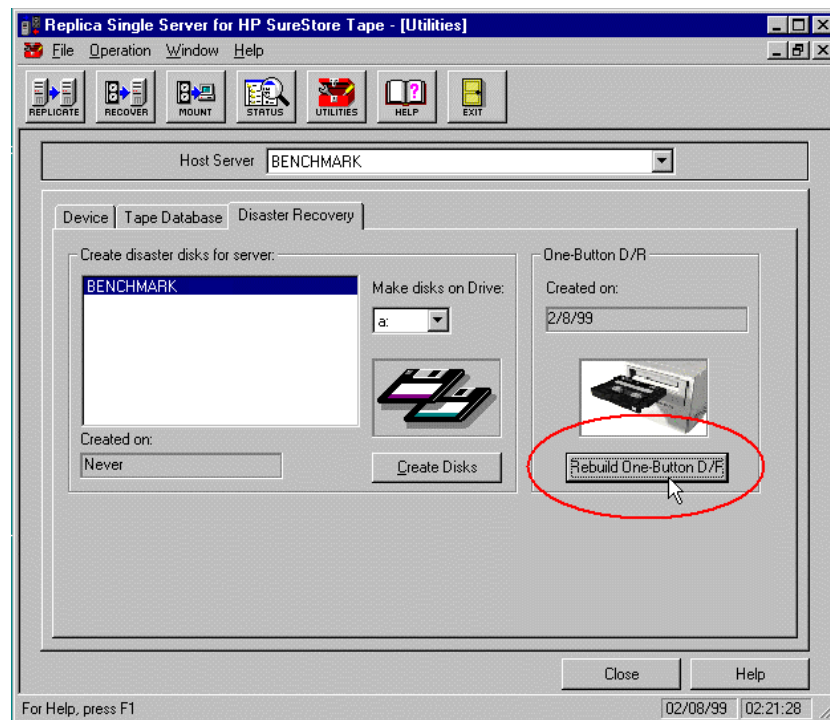 Replica Single Server for HP SureStore Tape - [Utilities]
File Operation Window Help
REPLICATE RECOVER MOUNT STATUS UTILITIES HELP EXIT
Host Server BENCHMARK
Device Tape Database Disaster Recovery
Create disaster disks for server:
BENCHMARK
Make disks on Drive:
a:
Created on:
Never
Create Disks
One-Button D/R
Created on:
2/8/99
Rebuild One-Button D/R
Close Help
For Help, press F1 02/08/99 02:21:28